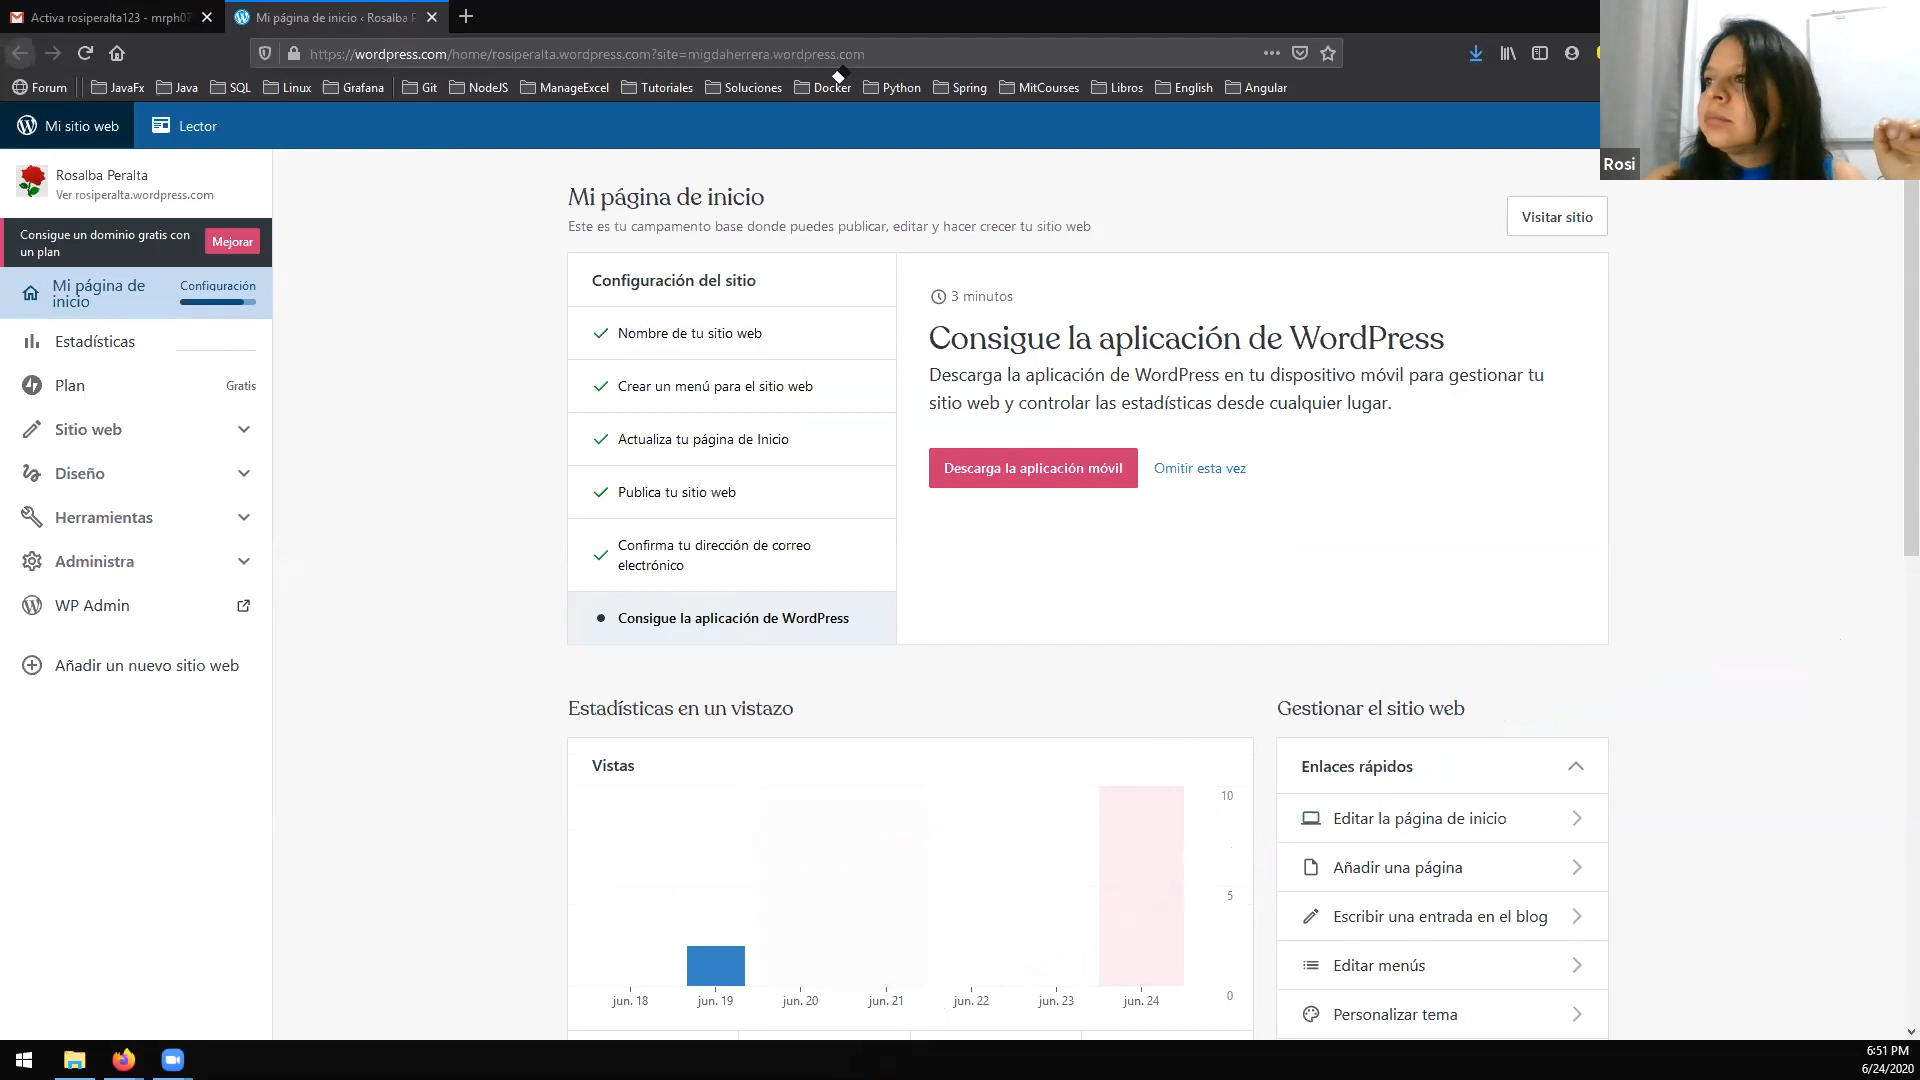 Activa rosiperalta123 - mrph07
Mi página de inicio ‹ Rosalba P
https://wordpress.com/home/rosiperalta.wordpress.com?site=migdaherrera.wordpress.com
Forum
JavaFx
Java
SQL
Linux
Grafana
Git
NodeJS
ManageExcel
Tutoriales
Soluciones
Docker
Python
Spring
MitCourses
Libros
English
Angular
Mi sitio web
Lector
Rosi
Rosalba Peralta
Ver rosiperalta.wordpress.com
Consigue un dominio gratis con
un plan
Mejorar
Mi página de
inicio
Configuración
Estadísticas
Plan
Gratis
Sitio web
Diseño
Herramientas
Administra
WP Admin
Añadir un nuevo sitio web
Mi página de inicio
Este es tu campamento base donde puedes publicar, editar y hacer crecer tu sitio web
Visitar sitio
Configuración del sitio
Nombre de tu sitio web
Crear un menú para el sitio web
Actualiza tu página de Inicio
Publica tu sitio web
Confirma tu dirección de correo
electrónico
Consigue la aplicación de WordPress
3 minutos
Consigue la aplicación de WordPress
Descarga la aplicación de WordPress en tu dispositivo móvil para gestionar tu
sitio web y controlar las estadísticas desde cualquier lugar.
Descarga la aplicación móvil
Omitir esta vez
Estadísticas en un vistazo
Vistas
10
5
0
jun. 18
jun. 19
jun. 20
jun. 21
jun. 22
jun. 23
jun. 24
Gestionar el sitio web
Enlaces rápidos
Editar la página de inicio
Añadir una página
Escribir una entrada en el blog
Editar menús
Personalizar tema
6:51 PM
6/24/2020